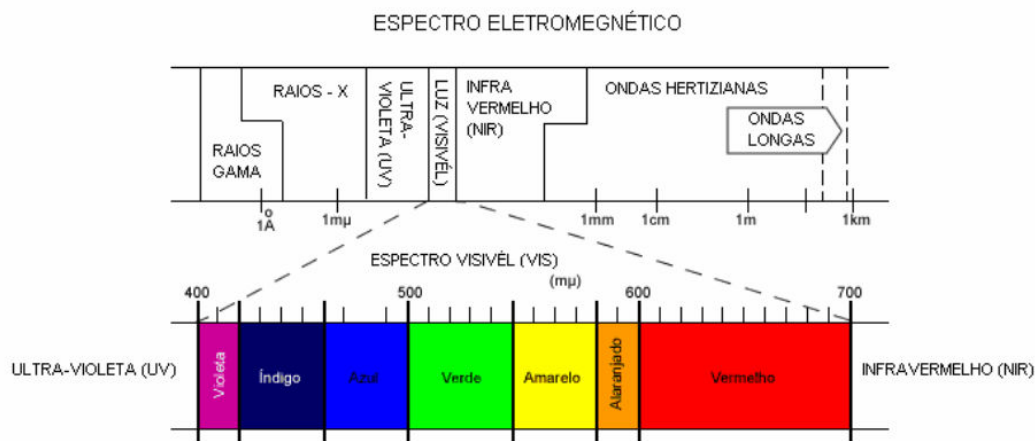 ESPECTRO ELETROMEGNÉTICO
RAIOS GAMA
RAIOS - X
ULTRA-VIOLETA (UV)
LUZ (VISIVÉL)
INFRA
VERMELHO
(NIR)
ONDAS HERTIZIANAS
ONDAS
LONGAS
1Å
1mµ
1mm
1cm
1m
1km
ESPECTRO VISIVÈL (VIS)
(mµ)
400
500
600
700
ULTRA-VIOLETA (UV)
Violeta
Índigo
Azul
Verde
Amarelo
Alaranjado
Vermelho
INFRAVERMELHO (NIR)